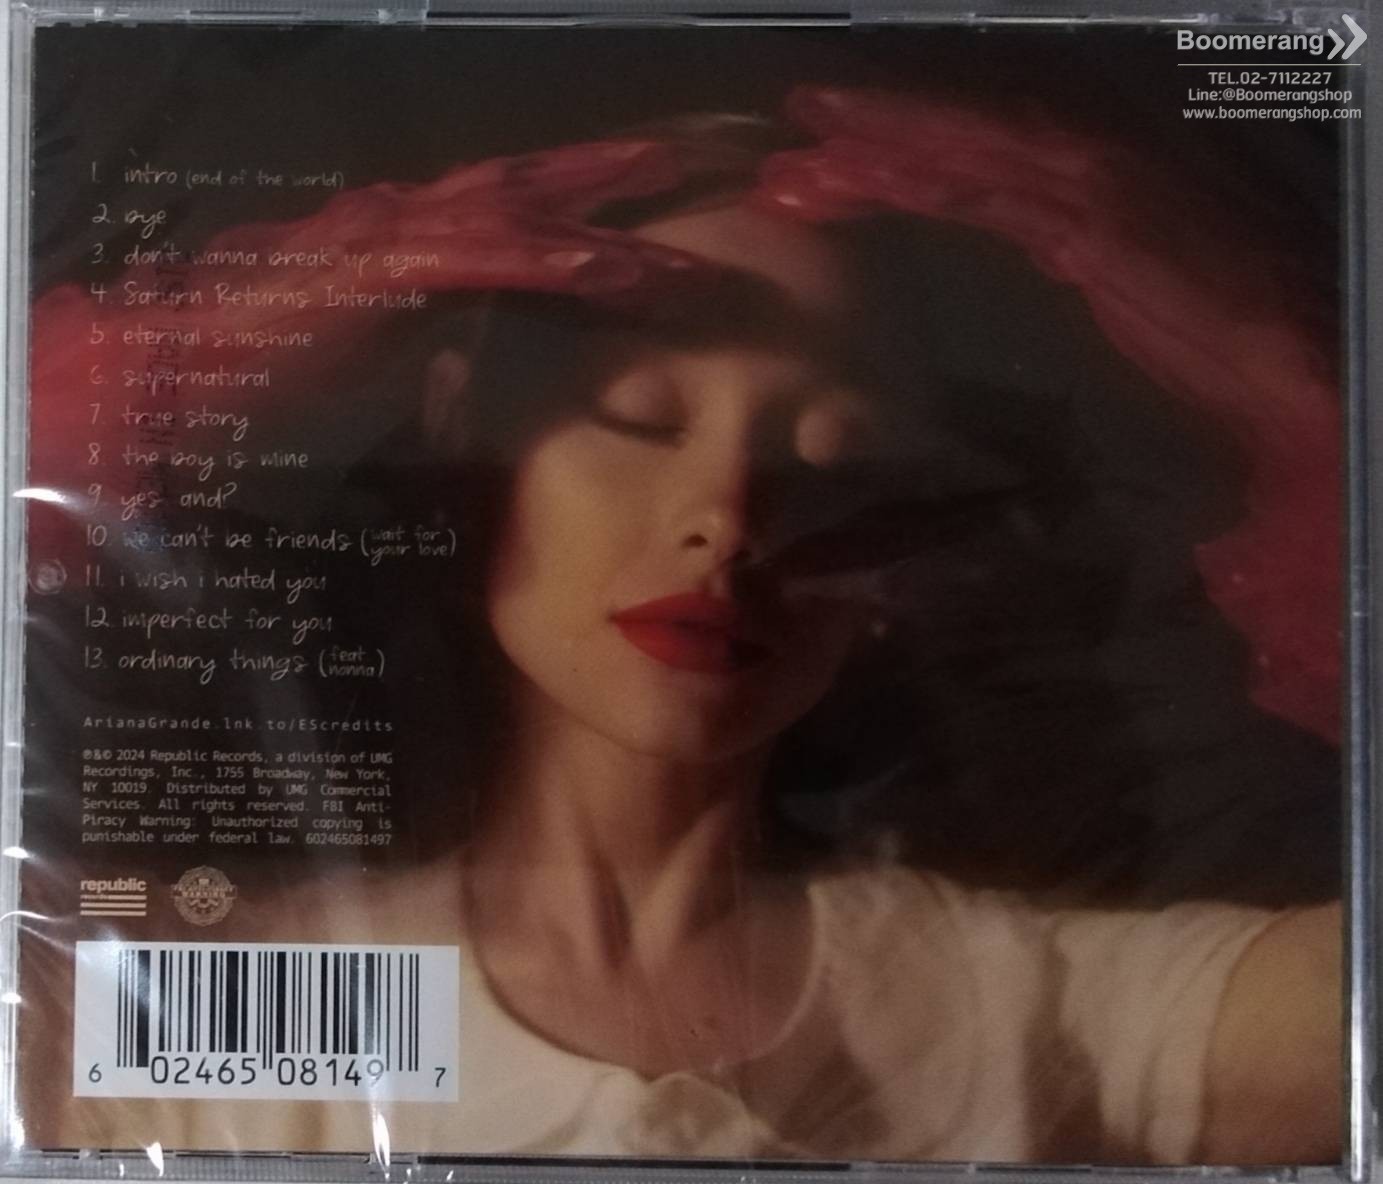 Boomerang
TEL.02-7112227
Line:@Boomerangshop
www.boomerangshop.com
1. intro (end of the world)
2. bye
3. don't wanna break up again
4. Saturn Returns Interlude
5. eternal sunshine
6. supernatural
7. true story
8. the boy is mine
9. yes, and?
10. we can't be friends (wait for your love)
11. i wish i hated you
12. imperfect for you
13. ordinary things (feat. nonna)
ArianaGrande.lnk.to/EScredits
℗&© 2024 Republic Records, a division of UMG
Recordings, Inc., 1755 Broadway, New York,
NY 10019. Distributed by UMG Commercial
Services. All rights reserved. FBI Anti-
Piracy Warning: Unauthorized copying is
punishable under federal law. 602465081497
republic
records
6 02465 08149 7